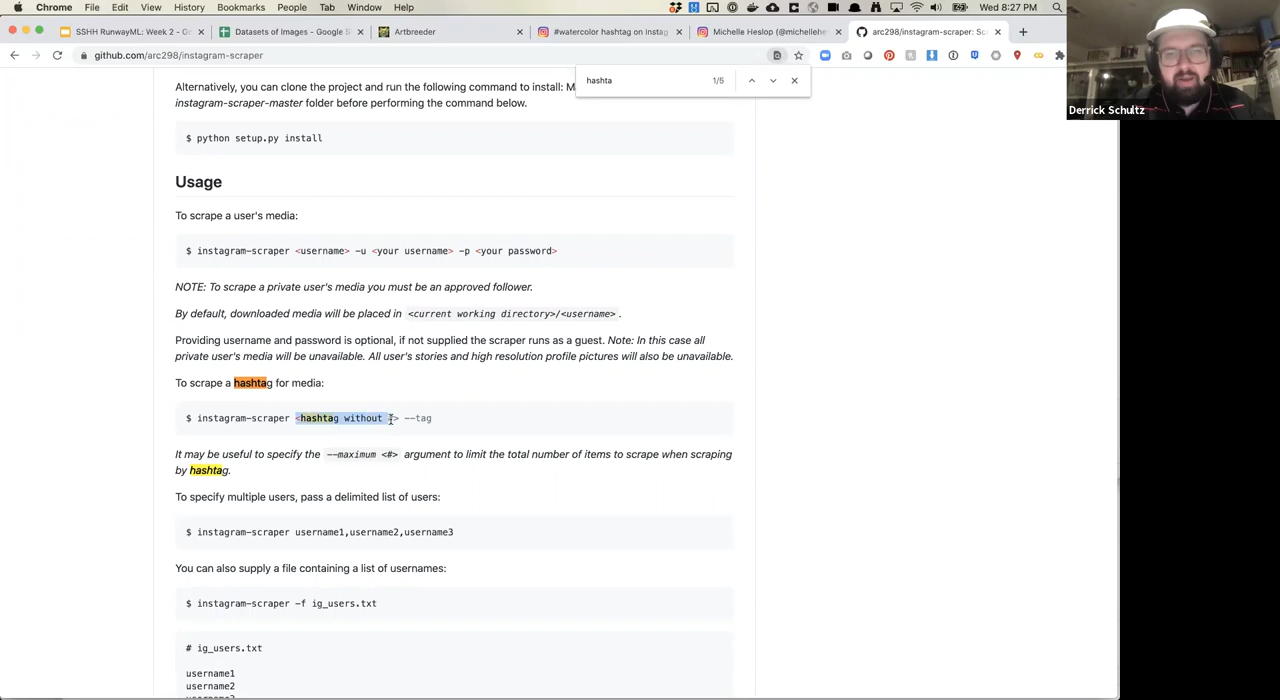 Chrome File Edit View History Bookmarks People Tab Window Help Wed 8:27 PM
SSHH RunwayML: Week 2 - Go Datasets of Images - Google S Artbreeder #watercolor hashtag on Instag Michelle Heslop (@michellehe arc298/instagram-scraper: Sc
github.com/arc298/instagram-scraper
hashta 1/5
Alternatively, you can clone the project and run the following command to install: M
instagram-scraper-master folder before performing the command below.
$ python setup.py install
Usage
To scrape a user's media:
$ instagram-scraper <username> -u <your username> -p <your password>
NOTE: To scrape a private user's media you must be an approved follower.
By default, downloaded media will be placed in <current working directory>/<username>.
Providing username and password is optional, if not supplied the scraper runs as a guest. Note: In this case all
private user's media will be unavailable. All user's stories and high resolution profile pictures will also be unavailable.
To scrape a hashtag for media:
$ instagram-scraper <hashtag without #> --tag
It may be useful to specify the --maximum <#> argument to limit the total number of items to scrape when scraping
by hashtag.
To specify multiple users, pass a delimited list of users:
$ instagram-scraper username1,username2,username3
You can also supply a file containing a list of usernames:
$ instagram-scraper -f ig_users.txt
# ig_users.txt
username1
username2
Derrick Schultz